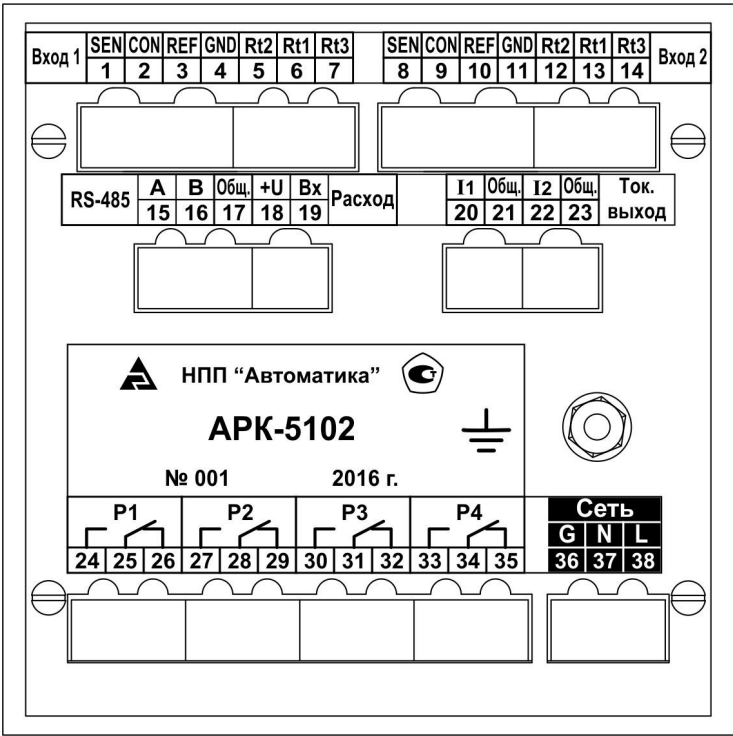 Вход 1 SEN CON REF GND Rt2 Rt1 Rt3 SEN CON REF GND Rt2 Rt1 Rt3 Вход 2
1 2 3 4 5 6 7 8 9 10 11 12 13 14
RS-485 A B Общ. +U Вх Расход I1 Общ. I2 Общ. Ток. выход
15 16 17 18 19 20 21 22 23
НПП “Автоматика”
АРК-5102
№ 001 2016 г.
P1 P2 P3 P4 Сеть
G N L
24 25 26 27 28 29 30 31 32 33 34 35 36 37 38